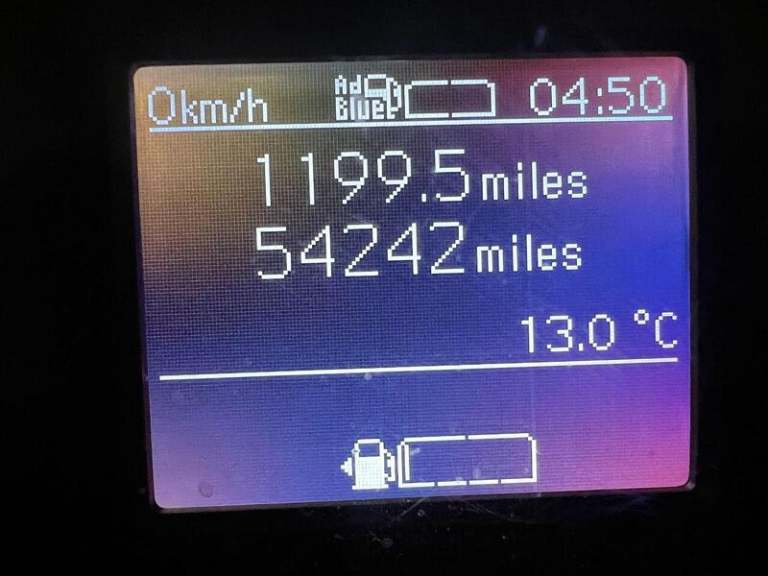 0km/h Ad Blue 04:50
1199.5 miles
54242 miles
13.0 °C